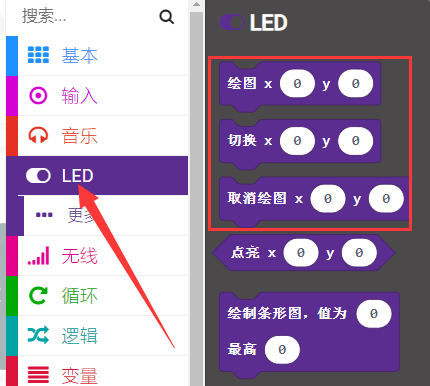 搜索...
基本
输入
音乐
LED
更多
无线
循环
逻辑
变量
LED
绘图 x 0 y 0
切换 x 0 y 0
取消绘图 x 0 y 0
点亮 x 0 y 0
绘制条形图，值为 0
最高 0